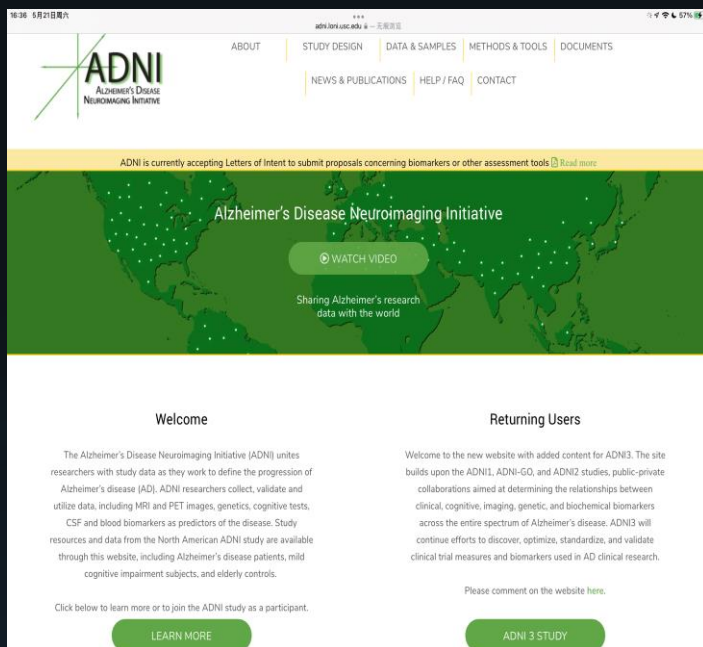 16:36 5月21日周六
adni.loni.usc.edu — 无痕浏览
57%
ADNI
ALZHEIMER'S DISEASE
NEUROIMAGING INITIATIVE
ABOUT STUDY DESIGN DATA & SAMPLES METHODS & TOOLS DOCUMENTS
NEWS & PUBLICATIONS HELP / FAQ CONTACT
ADNI is currently accepting Letters of Intent to submit proposals concerning biomarkers or other assessment tools Read more
Alzheimer's Disease Neuroimaging Initiative
WATCH VIDEO
Sharing Alzheimer's research
data with the world
Welcome
The Alzheimer's Disease Neuroimaging Initiative (ADNI) unites
researchers with study data as they work to define the progression of
Alzheimer's disease (AD). ADNI researchers collect, validate and
utilize data, including MRI and PET images, genetics, cognitive tests,
CSF and blood biomarkers as predictors of the disease. Study
resources and data from the North American ADNI study are available
through this website, including Alzheimer's disease patients, mild
cognitive impairment subjects, and elderly controls.
Click below to learn more or to join the ADNI study as a participant.
LEARN MORE
Returning Users
Welcome to the new website with added content for ADNI3. The site
builds upon the ADNI1, ADNI-GO, and ADNI2 studies, public-private
collaborations aimed at determining the relationships between
clinical, cognitive, imaging, genetic, and biochemical biomarkers
across the entire spectrum of Alzheimer's disease. ADNI3 will
continue efforts to discover, optimize, standardize, and validate
clinical trial measures and biomarkers used in AD clinical research.
Please comment on the website here.
ADNI 3 STUDY